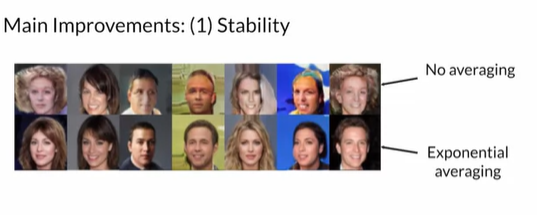 Main Improvements: (1) Stability
No averaging
Exponential
averaging